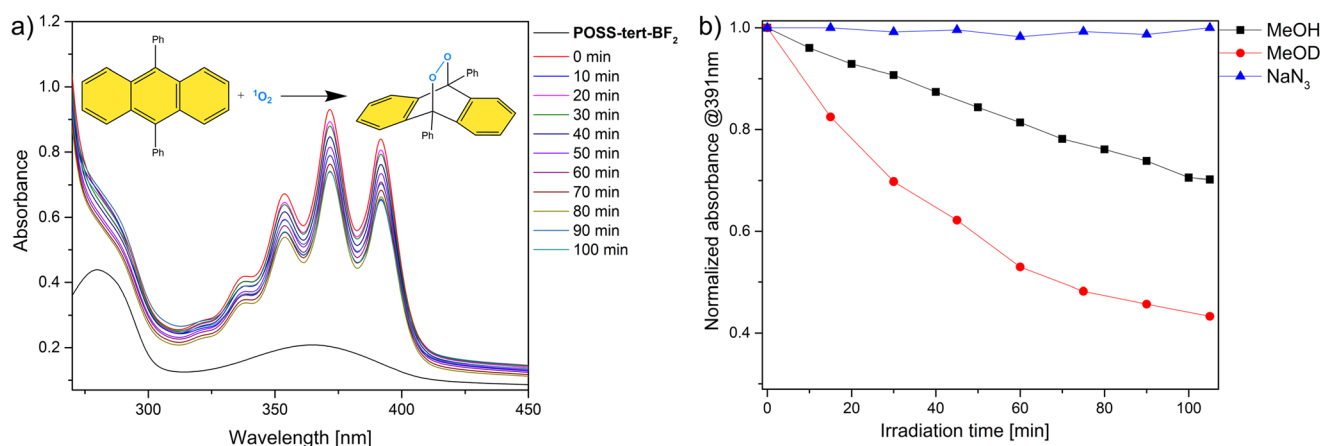 a)
Absorbance
1.2
1.0
0.8
0.6
0.4
0.2
300
350
400
450
Wavelength [nm]
Ph
Ph
+ ¹O₂
O
O
Ph
Ph
POSS-tert-BF₂
0 min
10 min
20 min
30 min
40 min
50 min
60 min
70 min
80 min
90 min
100 min
b)
Normalized absorbance @391nm
1.0
0.8
0.6
0.4
0
20
40
60
80
100
Irradiation time [min]
MeOH
MeOD
NaN₃